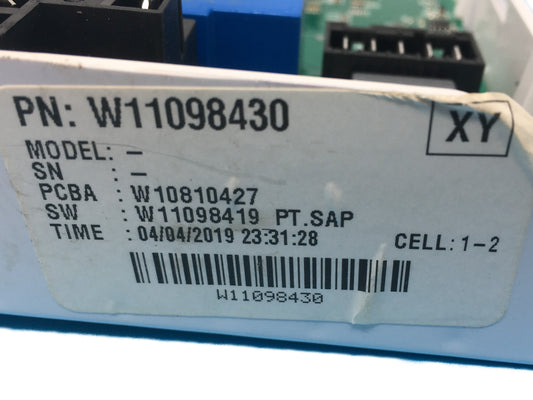 PN: W11098430
XY
MODEL: –
SN : –
PCBA : W10810427
SW : W11098419 PT.SAP
TIME : 04/04/2019 23:31:28 CELL: 1-2
W11098430